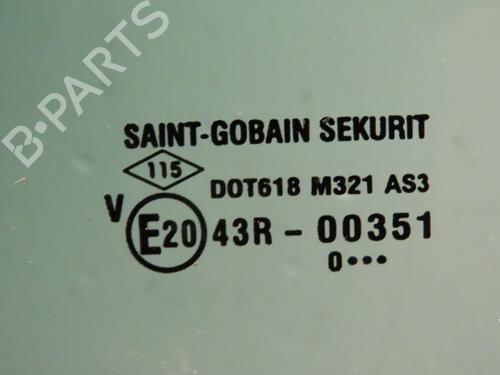 B-PARTS
SAINT-GOBAIN SEKURIT
115
DOT618 M321 AS3
V
E20 43R - 00351
0•••